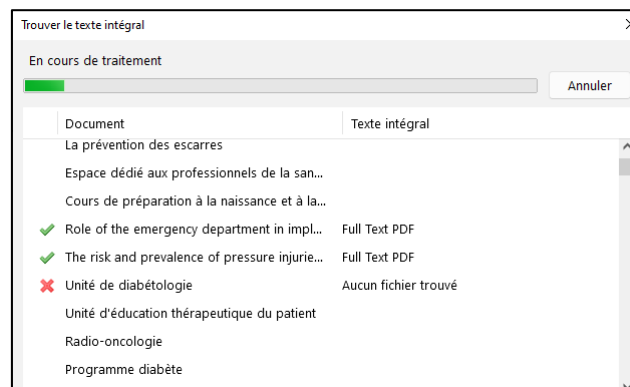 Trouver le texte intégral
En cours de traitement
Annuler
Document Texte intégral
La prévention des escarres
Espace dédié aux professionnels de la san...
Cours de préparation à la naissance et à la...
Role of the emergency department in impl... Full Text PDF
The risk and prevalence of pressure injurie... Full Text PDF
Unité de diabétologie Aucun fichier trouvé
Unité d'éducation thérapeutique du patient
Radio-oncologie
Programme diabète